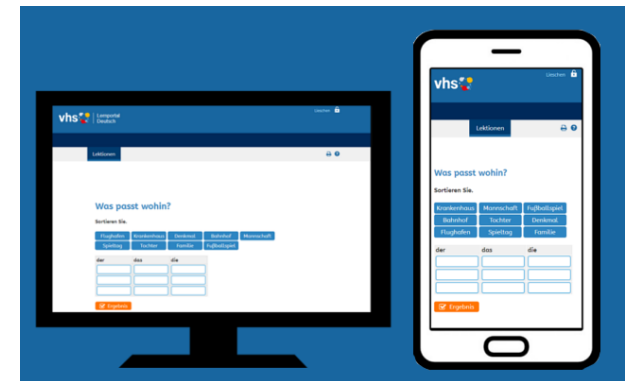 Löschen
vhs Lernportal
Deutsch
Lektionen
Was passt wohin?
Sortieren Sie.
Flughafen Krankenhaus Denkmal Bahnhof Mannschaft
Spieltag Tochter Familie Fußballspiel
der das die
Ergebnis
vhs
Lektionen
Was passt wohin?
Sortieren Sie.
Krankenhaus Mannschaft Fußballspiel
Bahnhof Tochter Denkmal
Flughafen Spieltag Familie
der das die
Ergebnis